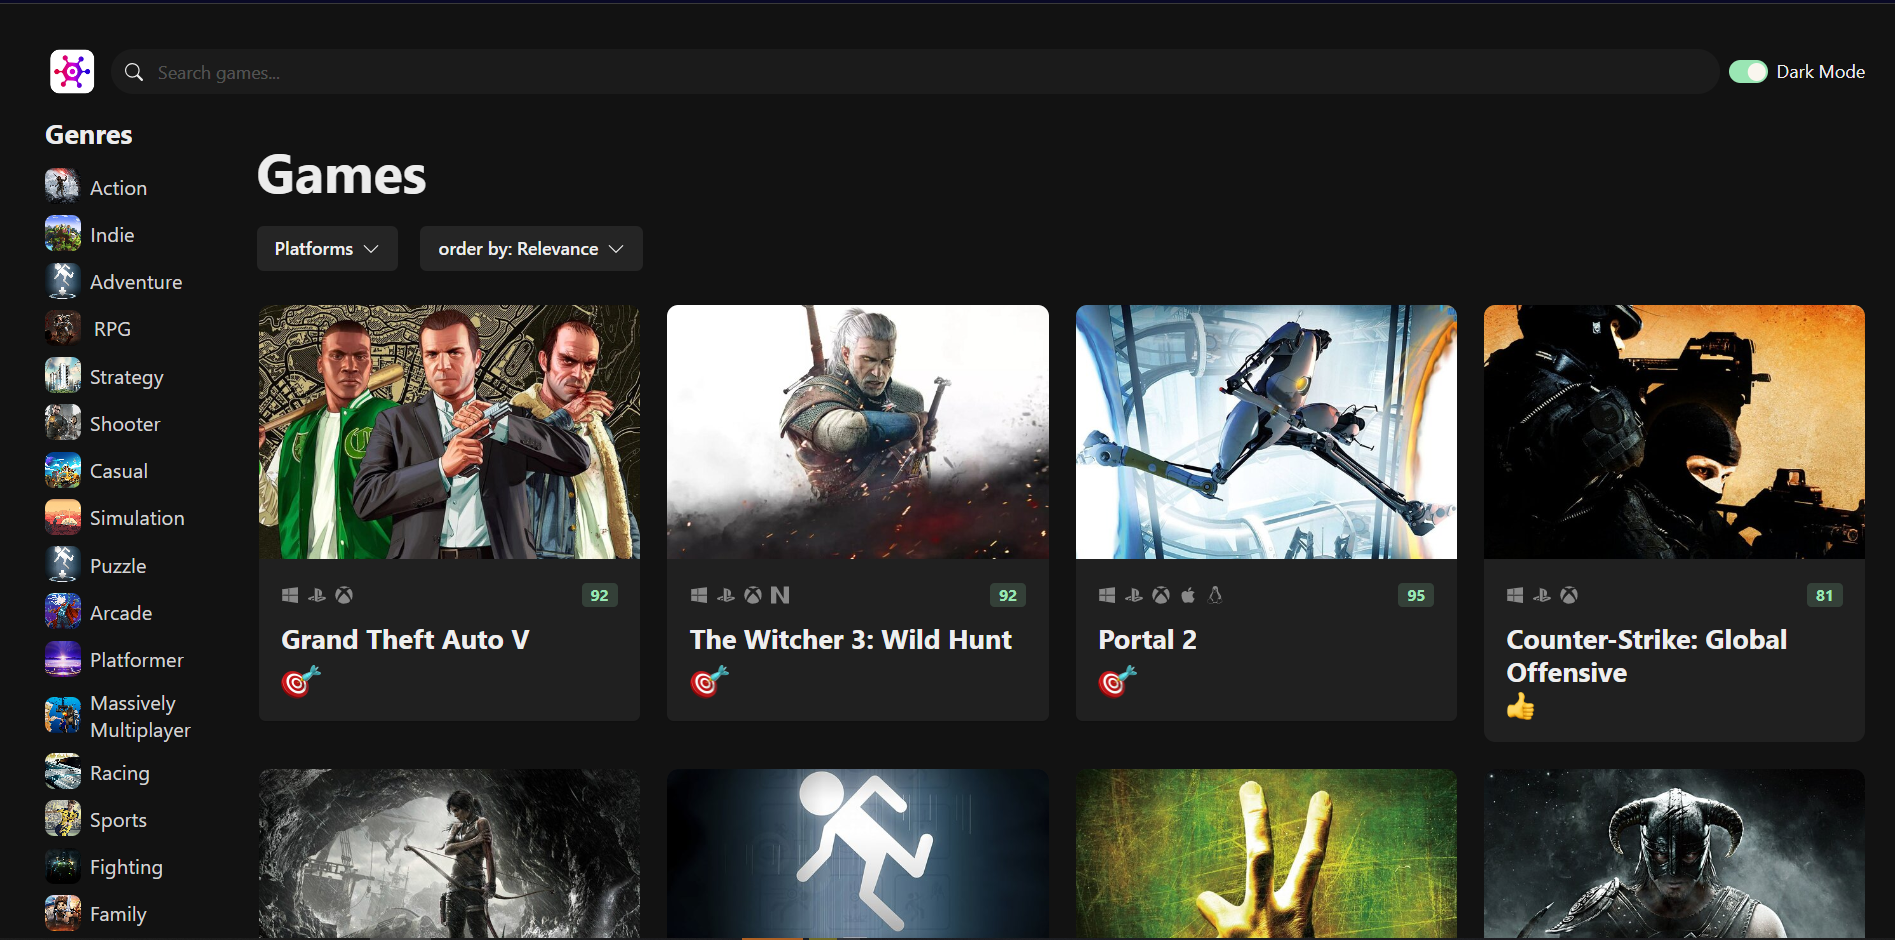 Search games...
Dark Mode
Genres
Action
Indie
Adventure
RPG
Strategy
Shooter
Casual
Simulation
Puzzle
Arcade
Platformer
Massively
Multiplayer
Racing
Sports
Fighting
Family
Games
Platforms
order by: Relevance
92
Grand Theft Auto V
92
The Witcher 3: Wild Hunt
95
Portal 2
81
Counter-Strike: Global
Offensive